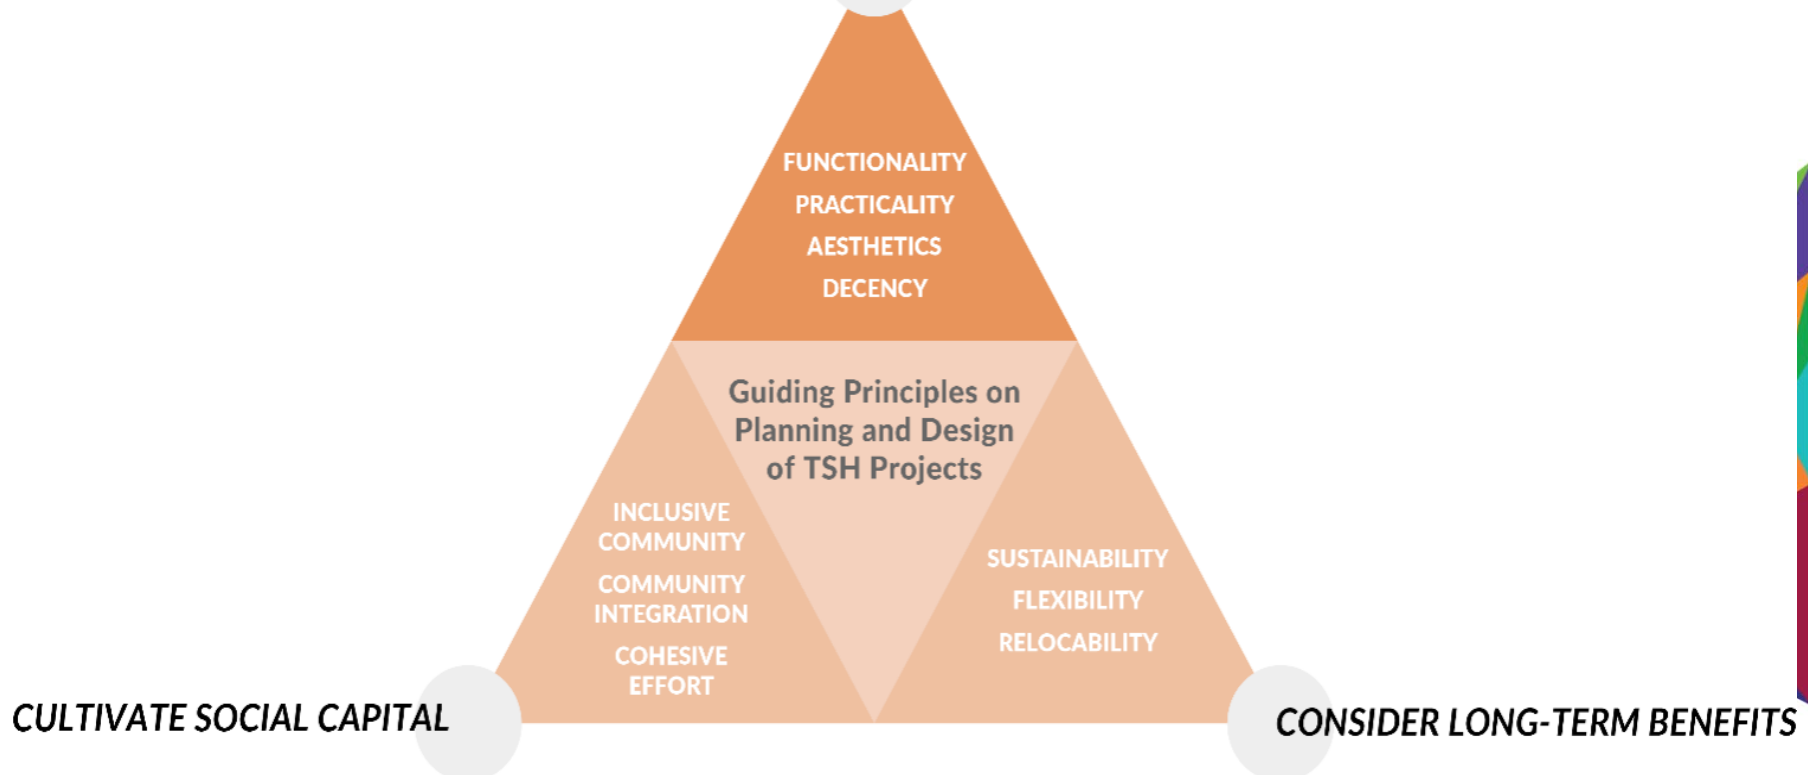 FUNCTIONALITY
PRACTICALITY
AESTHETICS
DECENCY
Guiding Principles on
Planning and Design
of TSH Projects
INCLUSIVE
COMMUNITY
COMMUNITY
INTEGRATION
COHESIVE
EFFORT
SUSTAINABILITY
FLEXIBILITY
RELOCABILITY
CULTIVATE SOCIAL CAPITAL
CONSIDER LONG-TERM BENEFITS